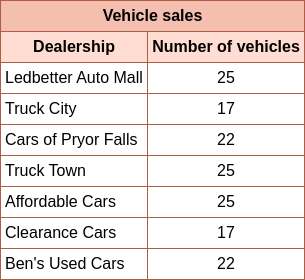 Vehicle sales
Dealership Number of vehicles
Ledbetter Auto Mall 25
Truck City 17
Cars of Pryor Falls 22
Truck Town 25
Affordable Cars 25
Clearance Cars 17
Ben's Used Cars 22